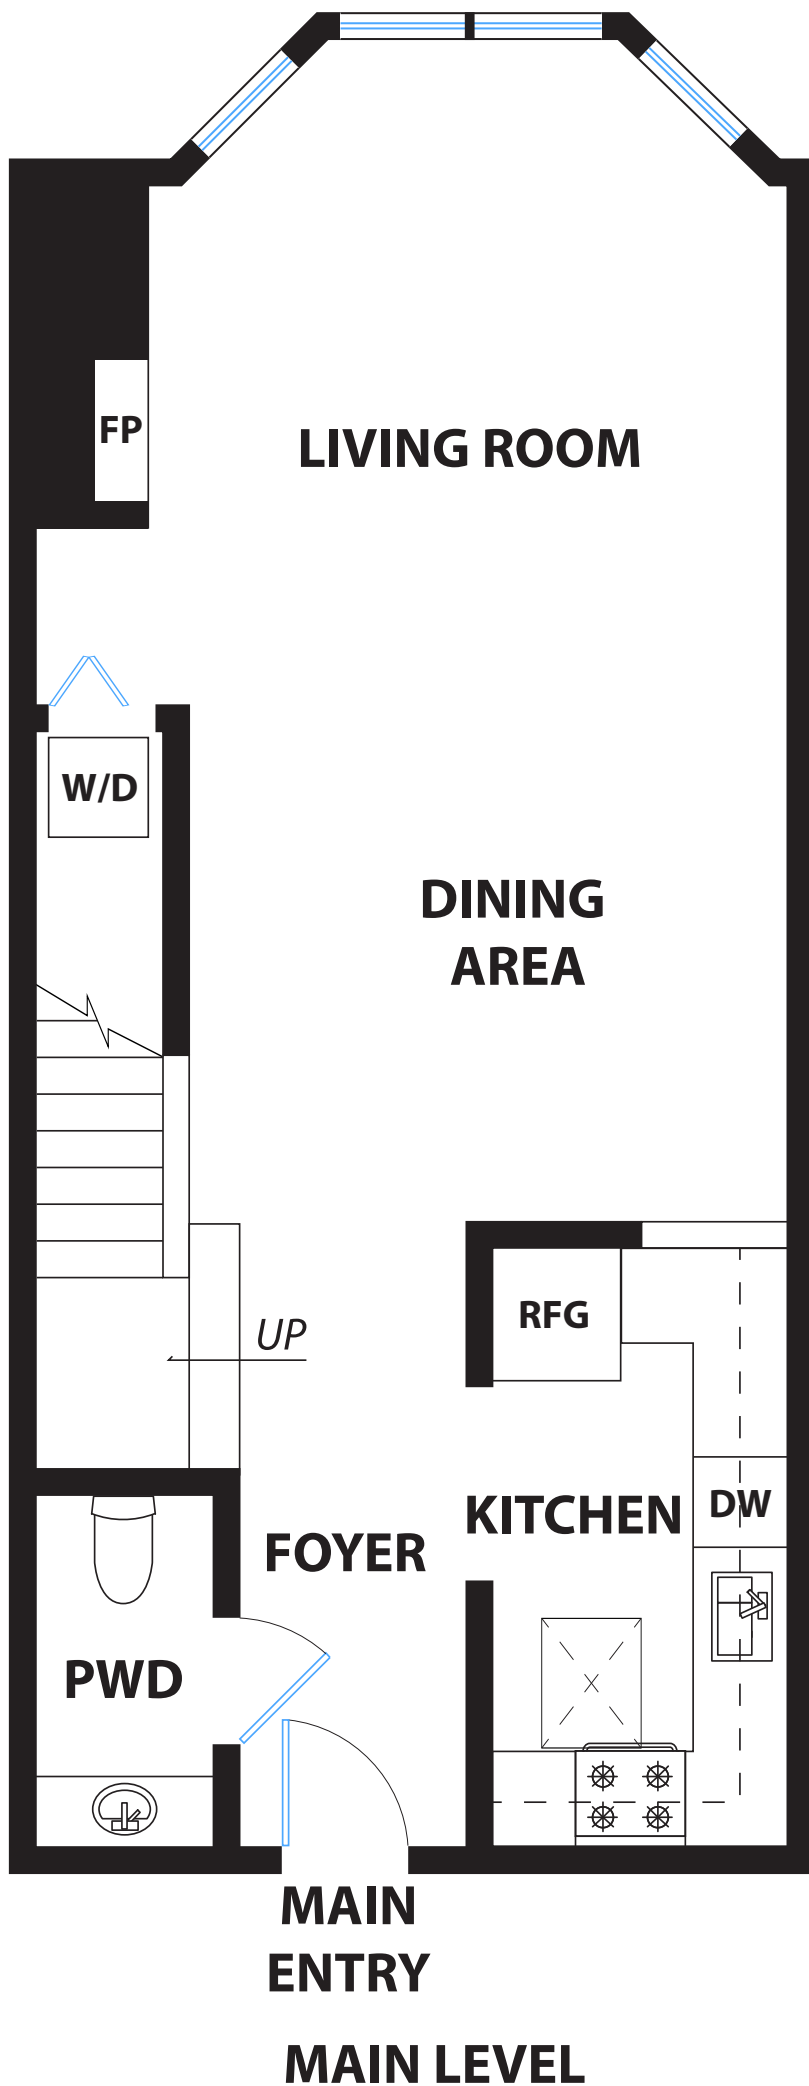 FP
LIVING ROOM
W/D
DINING
AREA
UP
RFG
KITCHEN
DW
FOYER
PWD
MAIN
ENTRY
MAIN LEVEL